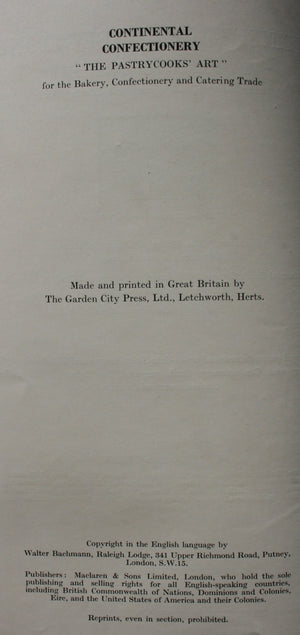 CONTINENTAL
CONFECTIONERY
"THE PASTRYCOOKS' ART"
for the Bakery, Confectionery and Catering Trade
Made and printed in Great Britain by
The Garden City Press, Ltd., Letchworth, Herts.
Copyright in the English language by
Walter Bachmann, Raleigh Lodge, 341 Upper Richmond Road, Putney,
London, S.W.15.
Publishers: Maclaren & Sons Limited, London, who hold the sole
publishing and selling rights for all English-speaking countries,
including British Commonwealth of Nations, Dominions and Colonies,
Eire, and the United States of America and their Colonies.
Reprints, even in section, prohibited.